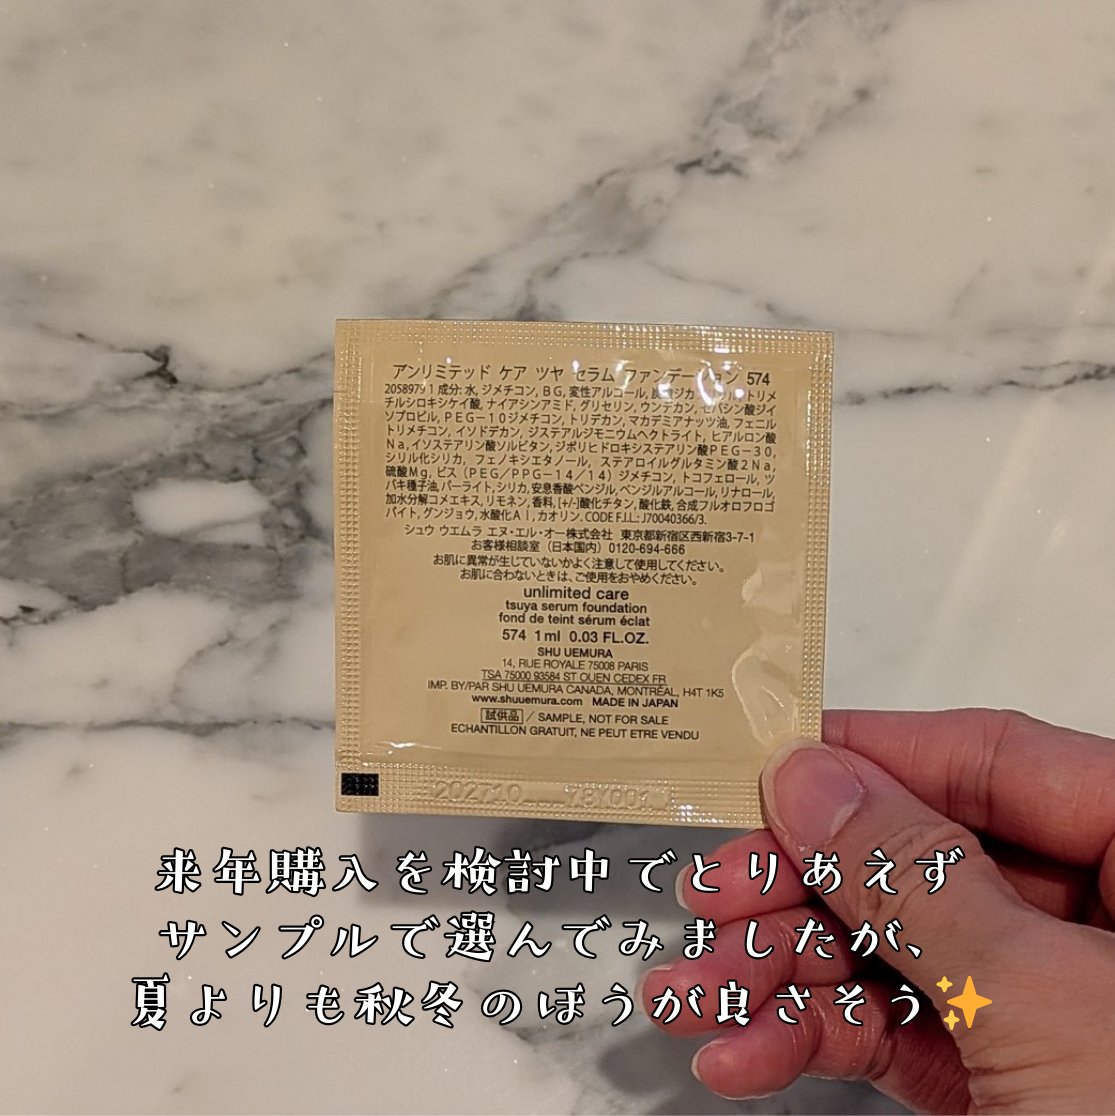 アンリミテッド ケア ツヤ セラム ファンデーション 574
2058979 1 成分: 水, ジメチコン, BG, 変性アルコール, トリメ
チルシロキシケイ酸, ナイアシンアミド, グリセリン, ウンデカン, セバシン酸ジイ
ソプロピル, PEG-10ジメチコン, トリデカン, マカデミアナッツ油, フェニル
トリメチコン, イソドデカン, ジステアルジモニウムヘクトライト, ヒアルロン酸
Na, イソステアリン酸ソルビタン, ジポリヒドロキシステアリン酸PEG-30,
シリル化シリカ, フェノキシエタノール, ステアロイルグルタミン酸2Na,
硫酸Mg, ビス(PEG/PPG-14/14)ジメチコン, トコフェロール, ツ
バキ種子油, パーライト, シリカ, 安息香酸ベンジル, ベンジルアルコール, リナロール,
加水分解コメエキス, リモネン, 香料, [+/-]酸化チタン, 酸化鉄, 合成フルオロフロゴ
パイト, グンジョウ, 水酸化Al, カオリン. CODE F.I.L.: J70040366/3.
シュウ ウエムラ エヌ・エル・オー株式会社 東京都新宿区西新宿3-7-1
お客様相談室(日本国内)0120-694-666
お肌に異常が生じていないかよく注意して使用してください。
お肌に合わないときは、ご使用をおやめください。
unlimited care
tsuya serum foundation
fond de teint sérum éclat
574 1 ml 0.03 FL.OZ.
SHU UEMURA
14, RUE ROYALE 75008 PARIS
TSA 75000 93584 ST OUEN CEDEX FR
IMP. BY/PAR SHU UEMURA CANADA, MONTRÉAL, H4T 1K5
www.shuuemura.com MADE IN JAPAN
試供品 / SAMPLE, NOT FOR SALE
ECHANTILLON GRATUIT, NE PEUT ETRE VENDU
202710 78Y001
来年購入を検討中でとりあえず
サンプルで選んでみましたが、
夏よりも秋冬のほうが良さそう✨